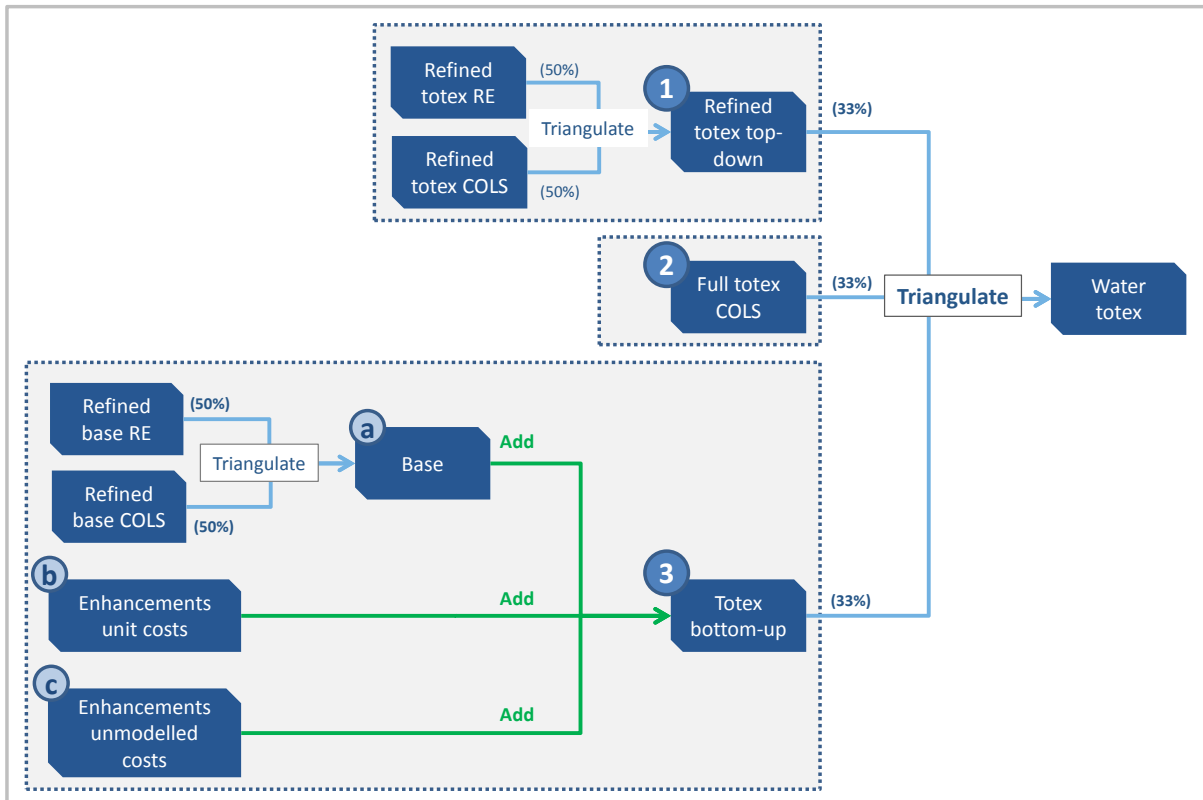 Refined
totex RE
(50%)
Triangulate
Refined
totex COLS
(50%)
1
Refined
totex top-
down
(33%)
2
Full totex
COLS
(33%)
Triangulate
Water
totex
Refined
base RE
(50%)
Triangulate
Refined
base COLS
(50%)
a
Base
Add
b
Enhancements
unit costs
Add
c
Enhancements
unmodelled
costs
Add
3
Totex
bottom-up
(33%)